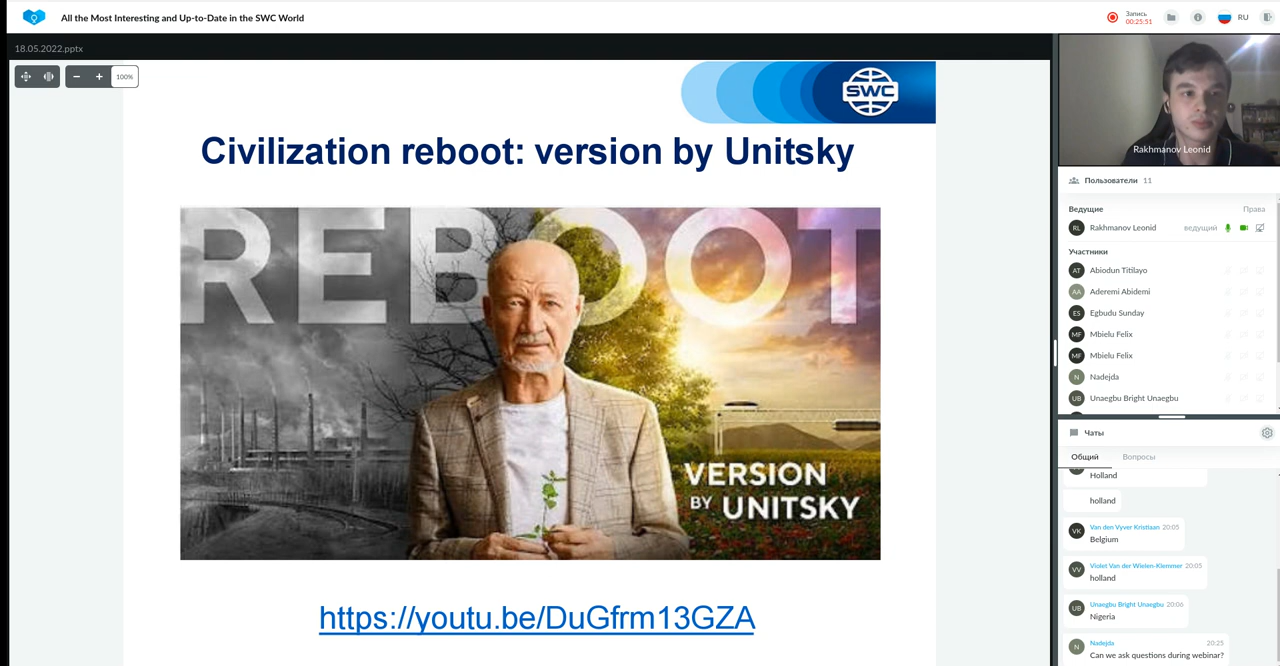 All the Most Interesting and Up-to-Date in the SWC World
Запись
00:25:51
RU
18.05.2022.pptx
100%
SWC
Civilization reboot: version by Unitsky
REBOOT
VERSION
BY UNITSKY
https://youtu.be/DuGfrm13GZA
Rakhmanov Leonid
Пользователи 11
Ведущие Права
RL Rakhmanov Leonid ведущий
Участники
AT Abiodun Titilayo
AA Aderemi Abidemi
ES Egbudu Sunday
MF Mbielu Felix
MF Mbielu Felix
N Nadejda
UB Unaegbu Bright Unaegbu
Чаты
Общий Вопросы
Holland
holland
VK Van den Vyver Kristiaan 20:05
Belgium
VV Violet Van der Wielen-Klemmer 20:05
holland
UB Unaegbu Bright Unaegbu 20:06
Nigeria
N Nadejda 20:25
Can we ask questions during webinar?